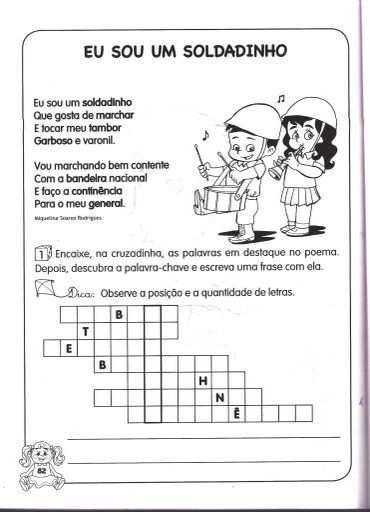 EU SOU UM SOLDADINHO
Eu sou um soldadinho
Que gosta de marchar
E tocar meu tambor
Garboso e varonil.
Vou marchando bem contente
Com a bandeira nacional
E faço a continência
Para o meu general.
Miquelina Soares Rodrigues
1 Encaixe, na cruzadinha, as palavras em destaque no poema.
Depois, descubra a palavra-chave e escreva uma frase com ela.
Dica: Observe a posição e a quantidade de letras.
B
T
E
B
H
N
Ê
82